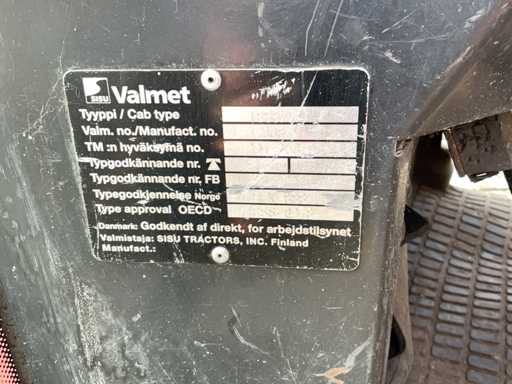 SISU Valmet
Tyyppi / Cab type
Valm. no./Manufact. no.
TM :n hyväksymä no.
Typgodkännande nr.
Typgodkännande nr. FB
Typegodkjennelse Norge
Type approval OECD
Danmark: Godkendt af direkt. for arbejdstilsynet
Valmistaja: SISU TRACTORS, INC. Finland
Manufact.: